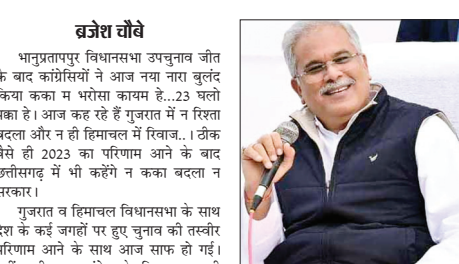 ब्रजेश चौबे
भानुप्रतापपुर विधानसभा उपचुनाव जीत
के बाद कांग्रेसियों ने आज नया नारा बुलंद
किया कका म भरोसा कायम हे...23 घलो
पक्का हे। आज कह रहे हैं गुजरात में न रिश्ता
बदला और न ही हिमाचल में रिवाज..। ठीक
वैसे ही 2023 का परिणाम आने के बाद
छत्तीसगढ़ में भी कहेंगे न कका बदला न
सरकार।
गुजरात व हिमाचल विधानसभा के साथ
देश के कई जगहों पर हुए चुनाव की तस्वीर
परिणाम आने के साथ आज साफ हो गई।